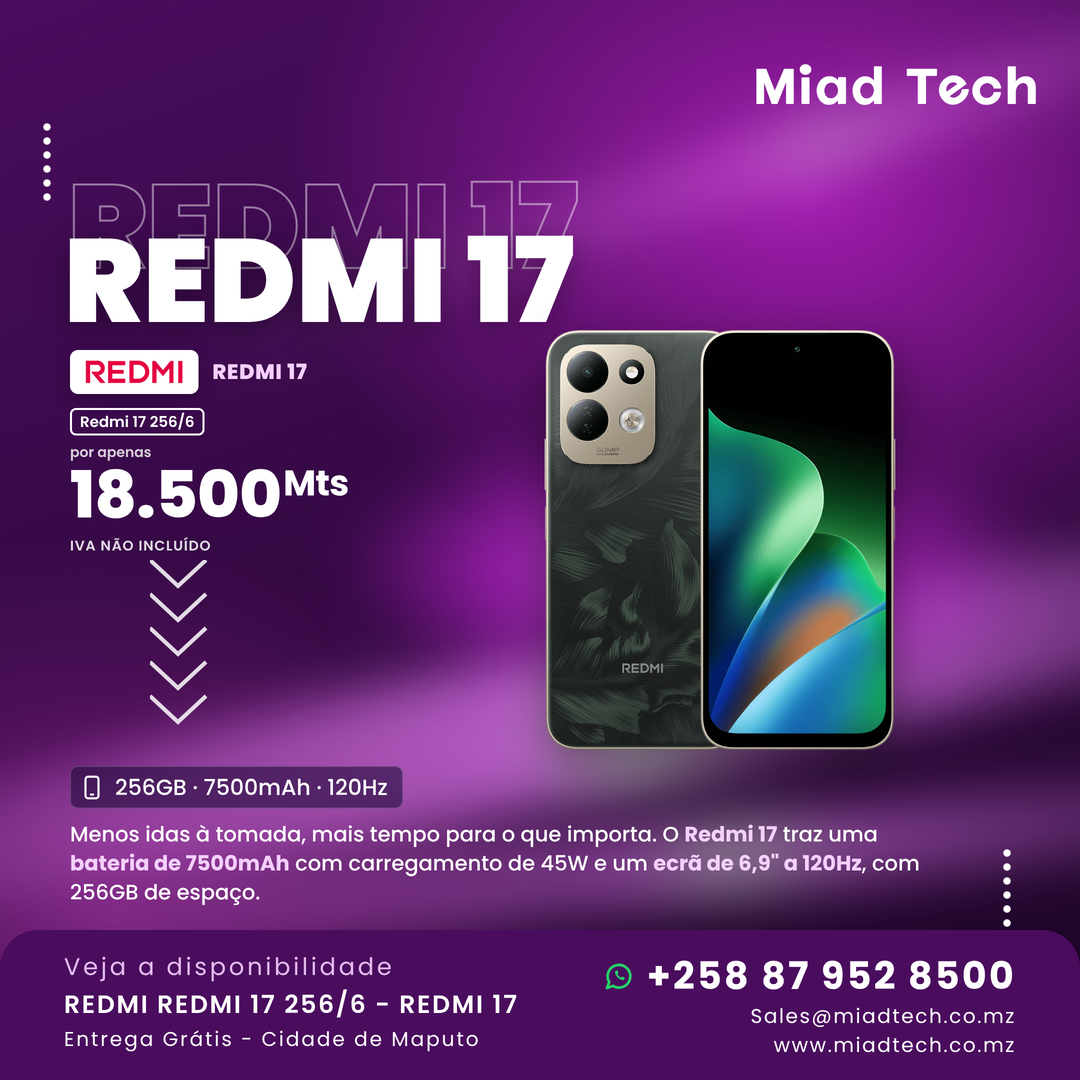 Miad Tech
REDMI 17
REDMI 17
REDMI REDMI 17
Redmi 17 256/6
por apenas
18.500Mts
IVA NÃO INCLUÍDO
50MP
REDMI
256GB · 7500mAh · 120Hz
Menos idas à tomada, mais tempo para o que importa. O Redmi 17 traz uma
bateria de 7500mAh com carregamento de 45W e um ecrã de 6,9" a 120Hz, com
256GB de espaço.
Veja a disponibilidade
REDMI REDMI 17 256/6 - REDMI 17
Entrega Grátis - Cidade de Maputo
+258 87 952 8500
Sales@miadtech.co.mz
www.miadtech.co.mz